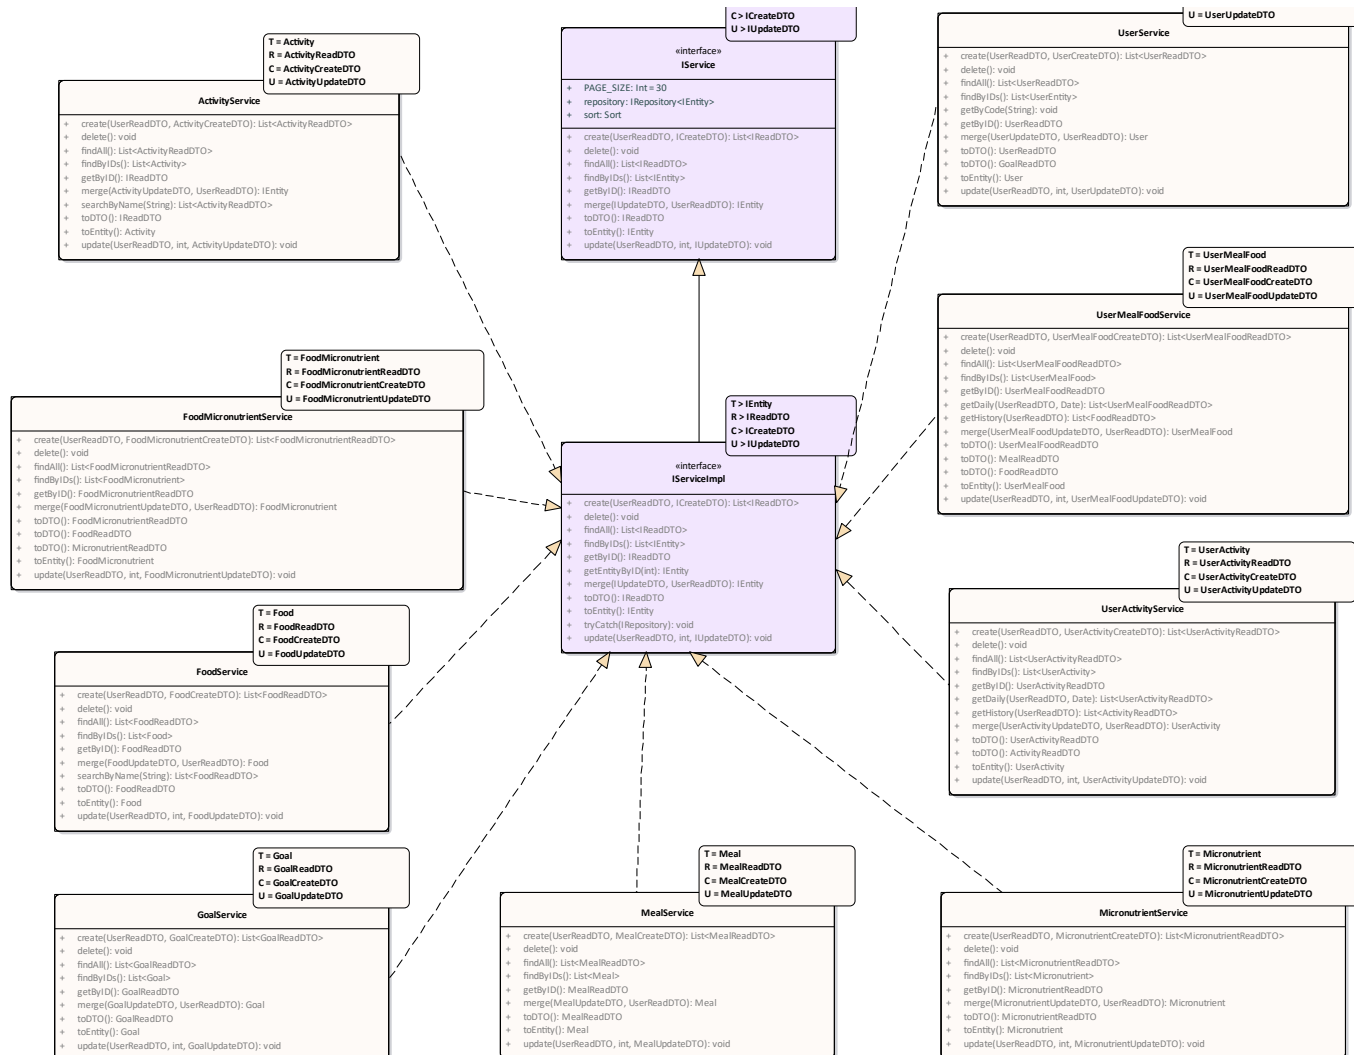 C > ICreateDTO
U > IUpdateDTO
«interface»
IService
+ PAGE_SIZE: Int = 30
+ repository: IRepository<IEntity>
+ sort: Sort
+ create(UserReadDTO, ICreateDTO): List<IReadDTO>
+ delete(): void
+ findAll(): List<IReadDTO>
+ findByIDs(): List<IEntity>
+ getByID(): IReadDTO
+ merge(IUpdateDTO, UserReadDTO): IEntity
+ toDTO(): IReadDTO
+ toEntity(): IEntity
+ update(UserReadDTO, int, IUpdateDTO): void
U = UserUpdateDTO
UserService
+ create(UserReadDTO, UserCreateDTO): List<UserReadDTO>
+ delete(): void
+ findAll(): List<UserReadDTO>
+ findByIDs(): List<UserEntity>
+ getByCode(String): void
+ getByID(): UserReadDTO
+ merge(UserUpdateDTO, UserReadDTO): User
+ toDTO(): UserReadDTO
+ toDTO(): GoalReadDTO
+ toEntity(): User
+ update(UserReadDTO, int, UserUpdateDTO): void
T = Activity
R = ActivityReadDTO
C = ActivityCreateDTO
U = ActivityUpdateDTO
ActivityService
+ create(UserReadDTO, ActivityCreateDTO): List<ActivityReadDTO>
+ delete(): void
+ findAll(): List<ActivityReadDTO>
+ findByIDs(): List<Activity>
+ getByID(): IReadDTO
+ merge(ActivityUpdateDTO, UserReadDTO): IEntity
+ searchByName(String): List<ActivityReadDTO>
+ toDTO(): IReadDTO
+ toEntity(): Activity
+ update(UserReadDTO, int, ActivityUpdateDTO): void
T = UserMealFood
R = UserMealFoodReadDTO
C = UserMealFoodCreateDTO
U = UserMealFoodUpdateDTO
UserMealFoodService
+ create(UserReadDTO, UserMealFoodCreateDTO): List<UserMealFoodReadDTO>
+ delete(): void
+ findAll(): List<UserMealFoodReadDTO>
+ findByIDs(): List<UserMealFood>
+ getByID(): UserMealFoodReadDTO
+ getDaily(UserReadDTO, Date): List<UserMealFoodReadDTO>
+ getHistory(UserReadDTO): List<FoodReadDTO>
+ merge(UserMealFoodUpdateDTO, UserReadDTO): UserMealFood
+ toDTO(): UserMealFoodReadDTO
+ toDTO(): MealReadDTO
+ toDTO(): FoodReadDTO
+ toEntity(): UserMealFood
+ update(UserReadDTO, int, UserMealFoodUpdateDTO): void
T = FoodMicronutrient
R = FoodMicronutrientReadDTO
C = FoodMicronutrientCreateDTO
U = FoodMicronutrientUpdateDTO
FoodMicronutrientService
+ create(UserReadDTO, FoodMicronutrientCreateDTO): List<FoodMicronutrientReadDTO>
+ delete(): void
+ findAll(): List<FoodMicronutrientReadDTO>
+ findByIDs(): List<FoodMicronutrient>
+ getByID(): FoodMicronutrientReadDTO
+ merge(FoodMicronutrientUpdateDTO, UserReadDTO): FoodMicronutrient
+ toDTO(): FoodMicronutrientReadDTO
+ toDTO(): FoodReadDTO
+ toDTO(): MicronutrientReadDTO
+ toEntity(): FoodMicronutrient
+ update(UserReadDTO, int, FoodMicronutrientUpdateDTO): void
T > IEntity
R > IReadDTO
C > ICreateDTO
U > IUpdateDTO
«interface»
IServiceImpl
+ create(UserReadDTO, ICreateDTO): List<IReadDTO>
+ delete(): void
+ findAll(): List<IReadDTO>
+ findByIDs(): List<IEntity>
+ getByID(): IReadDTO
+ getEntityByID(int): IEntity
+ merge(IUpdateDTO, UserReadDTO): IEntity
+ toDTO(): IReadDTO
+ toEntity(): IEntity
+ tryCatch(IRepository): void
+ update(UserReadDTO, int, IUpdateDTO): void
T = UserActivity
R = UserActivityReadDTO
C = UserActivityCreateDTO
U = UserActivityUpdateDTO
UserActivityService
+ create(UserReadDTO, UserActivityCreateDTO): List<UserActivityReadDTO>
+ delete(): void
+ findAll(): List<UserActivityReadDTO>
+ findByIDs(): List<UserActivity>
+ getByID(): UserActivityReadDTO
+ getDaily(UserReadDTO, Date): List<UserActivityReadDTO>
+ getHistory(UserReadDTO): List<ActivityReadDTO>
+ merge(UserActivityUpdateDTO, UserReadDTO): UserActivity
+ toDTO(): UserActivityReadDTO
+ toDTO(): ActivityReadDTO
+ toEntity(): UserActivity
+ update(UserReadDTO, int, UserActivityUpdateDTO): void
T = Food
R = FoodReadDTO
C = FoodCreateDTO
U = FoodUpdateDTO
FoodService
+ create(UserReadDTO, FoodCreateDTO): List<FoodReadDTO>
+ delete(): void
+ findAll(): List<FoodReadDTO>
+ findByIDs(): List<Food>
+ getByID(): FoodReadDTO
+ merge(FoodUpdateDTO, UserReadDTO): Food
+ searchByName(String): List<FoodReadDTO>
+ toDTO(): FoodReadDTO
+ toEntity(): Food
+ update(UserReadDTO, int, FoodUpdateDTO): void
T = Goal
R = GoalReadDTO
C = GoalCreateDTO
U = GoalUpdateDTO
GoalService
+ create(UserReadDTO, GoalCreateDTO): List<GoalReadDTO>
+ delete(): void
+ findAll(): List<GoalReadDTO>
+ findByIDs(): List<Goal>
+ getByID(): GoalReadDTO
+ merge(GoalUpdateDTO, UserReadDTO): Goal
+ toDTO(): GoalReadDTO
+ toEntity(): Goal
+ update(UserReadDTO, int, GoalUpdateDTO): void
T = Meal
R = MealReadDTO
C = MealCreateDTO
U = MealUpdateDTO
MealService
+ create(UserReadDTO, MealCreateDTO): List<MealReadDTO>
+ delete(): void
+ findAll(): List<MealReadDTO>
+ findByIDs(): List<Meal>
+ getByID(): MealReadDTO
+ merge(MealUpdateDTO, UserReadDTO): Meal
+ toDTO(): MealReadDTO
+ toEntity(): Meal
+ update(UserReadDTO, int, MealUpdateDTO): void
T = Micronutrient
R = MicronutrientReadDTO
C = MicronutrientCreateDTO
U = MicronutrientUpdateDTO
MicronutrientService
+ create(UserReadDTO, MicronutrientCreateDTO): List<MicronutrientReadDTO>
+ delete(): void
+ findAll(): List<MicronutrientReadDTO>
+ findByIDs(): List<Micronutrient>
+ getByID(): MicronutrientReadDTO
+ merge(MicronutrientUpdateDTO, UserReadDTO): Micronutrient
+ toDTO(): MicronutrientReadDTO
+ toEntity(): Micronutrient
+ update(UserReadDTO, int, MicronutrientUpdateDTO): void